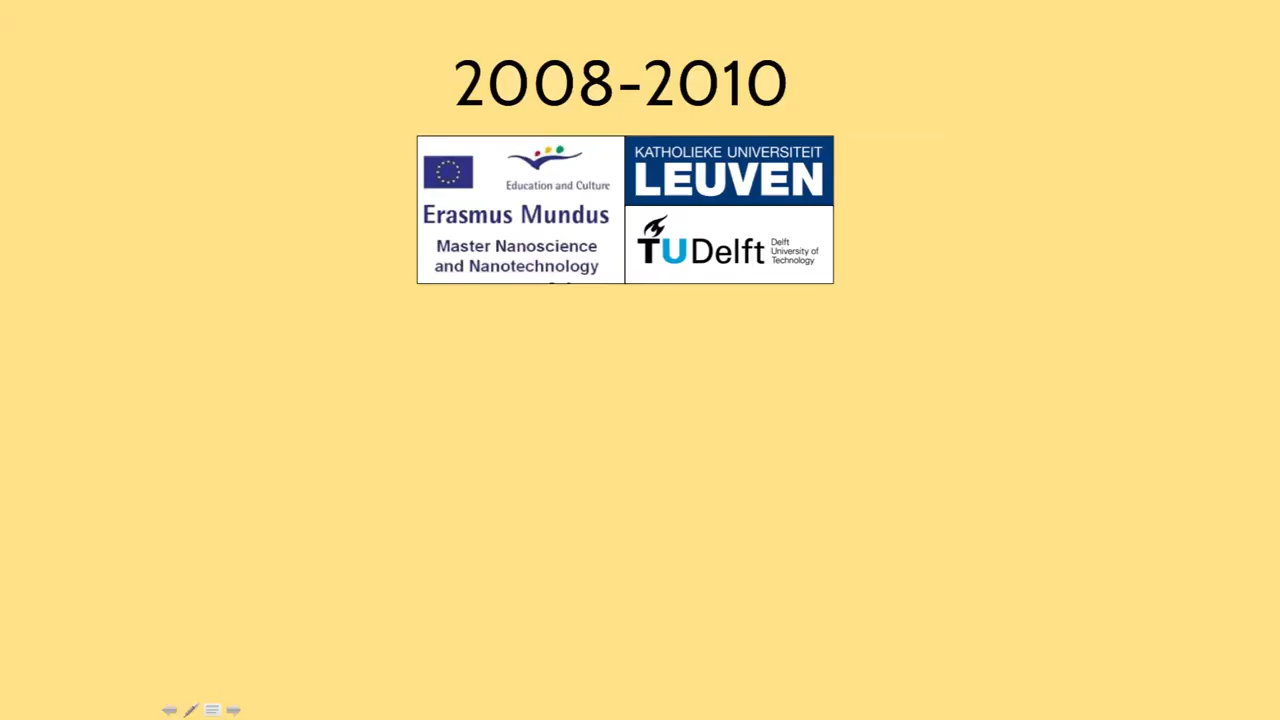 2008-2010
Education and Culture
Erasmus Mundus
Master Nanoscience
and Nanotechnology
KATHOLIEKE UNIVERSITEIT
LEUVEN
TUDelft
Delft
University of
Technology